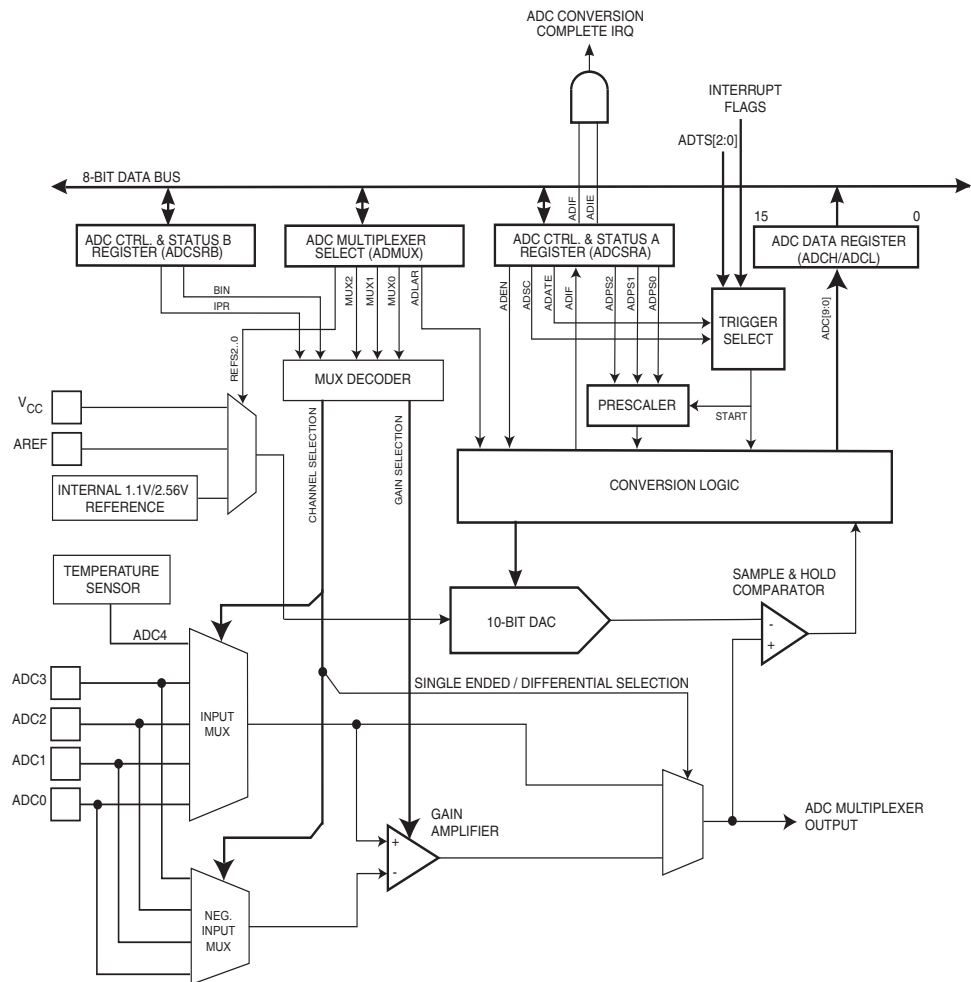 ADC CONVERSION
COMPLETE IRQ
INTERRUPT
FLAGS
ADTS[2:0]
8-BIT DATA BUS
ADIF
ADIE
15
0
ADC CTRL. & STATUS B
REGISTER (ADCSRB)
ADC MULTIPLEXER
SELECT (ADMUX)
ADC CTRL. & STATUS A
REGISTER (ADCSRA)
ADC DATA REGISTER
(ADCH/ADCL)
BIN
IPR
REFS2..0
MUX2
MUX1
MUX0
ADLAR
ADEN
ADSC
ADATE
ADIF
ADPS2
ADPS1
ADPS0
TRIGGER
SELECT
ADC[9:0]
MUX DECODER
PRESCALER
START
VCC
AREF
INTERNAL 1.1V/2.56V
REFERENCE
CHANNEL SELECTION
GAIN SELECTION
CONVERSION LOGIC
TEMPERATURE
SENSOR
ADC4
10-BIT DAC
SAMPLE & HOLD
COMPARATOR
-
+
ADC3
ADC2
ADC1
ADC0
INPUT
MUX
SINGLE ENDED / DIFFERENTIAL SELECTION
GAIN
AMPLIFIER
+
-
ADC MULTIPLEXER
OUTPUT
NEG.
INPUT
MUX